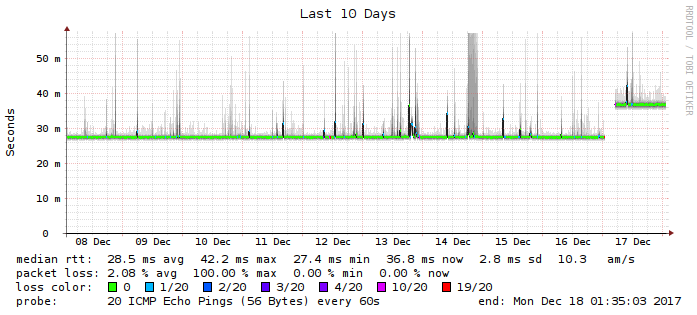 Last 10 Days
RRDTOOL / TOBI OETIKER
Seconds
50 m
40 m
30 m
20 m
10 m
0
08 Dec 09 Dec 10 Dec 11 Dec 12 Dec 13 Dec 14 Dec 15 Dec 16 Dec 17 Dec
median rtt: 28.5 ms avg 42.2 ms max 27.4 ms min 36.8 ms now 2.8 ms sd 10.3 am/s
packet loss: 2.08 % avg 100.00 % max 0.00 % min 0.00 % now
loss color: 0 1/20 2/20 3/20 4/20 10/20 19/20
probe: 20 ICMP Echo Pings (56 Bytes) every 60s end: Mon Dec 18 01:35:03 2017